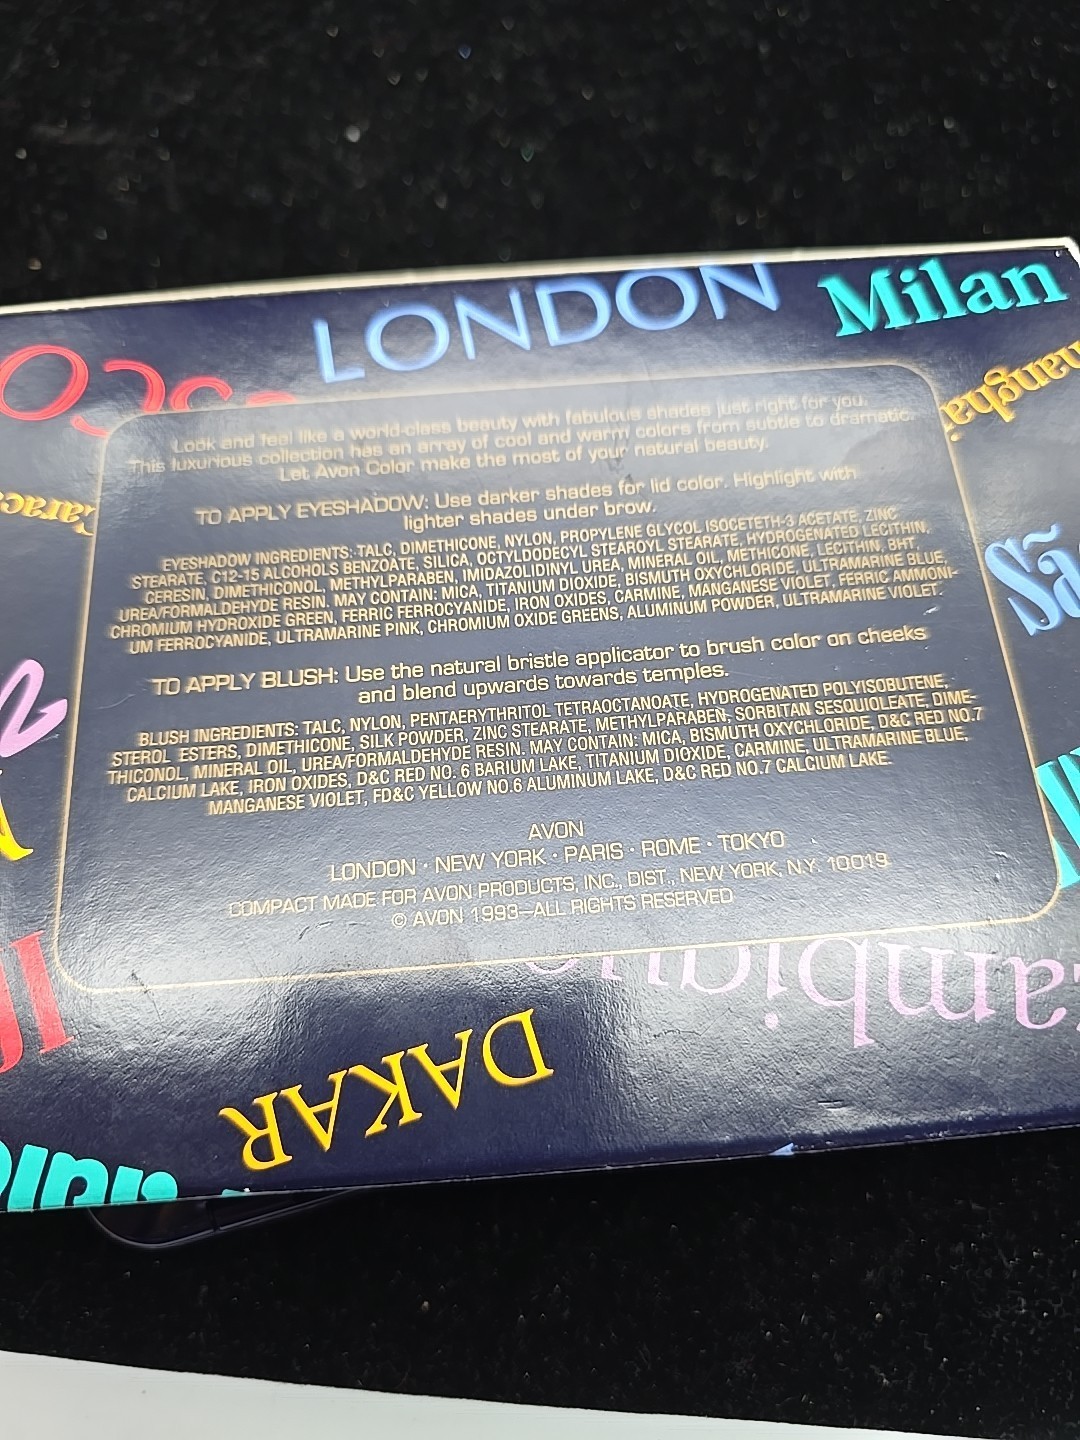 LONDON
Milan
Look and feel like a world-class beauty with fabulous shades just right for you.
This luxurious collection has an array of cool and warm colors from subtle to dramatic.
Let Avon Color make the most of your natural beauty.
TO APPLY EYESHADOW: Use darker shades for lid color. Highlight with
lighter shades under brow.
EYESHADOW INGREDIENTS: TALC, DIMETHICONE, NYLON, PROPYLENE GLYCOL ISOCETETH-3 ACETATE, ZINC
STEARATE, C12-15 ALCOHOLS BENZOATE, SILICA, OCTYLDODECYL STEAROYL STEARATE, HYDROGENATED LECITHIN,
CERESIN, DIMETHICONOL, METHYLPARABEN, IMIDAZOLIDINYL UREA, MINERAL OIL, METHICONE, LECITHIN, BHT,
UREA/FORMALDEHYDE RESIN. MAY CONTAIN: MICA, TITANIUM DIOXIDE, BISMUTH OXYCHLORIDE, ULTRAMARINE BLUE,
CHROMIUM HYDROXIDE GREEN, FERRIC FERROCYANIDE, IRON OXIDES, CARMINE, MANGANESE VIOLET, FERRIC AMMONI-
UM FERROCYANIDE, ULTRAMARINE PINK, CHROMIUM OXIDE GREENS, ALUMINUM POWDER, ULTRAMARINE VIOLET.
TO APPLY BLUSH: Use the natural bristle applicator to brush color on cheeks
and blend upwards towards temples.
BLUSH INGREDIENTS: TALC, NYLON, PENTAERYTHRITOL TETRAOCTANOATE, HYDROGENATED POLYISOBUTENE,
STEROL ESTERS, DIMETHICONE, SILK POWDER, ZINC STEARATE, METHYLPARABEN, SORBITAN SESQUIOLEATE, DIME-
THICONOL, MINERAL OIL, UREA/FORMALDEHYDE RESIN. MAY CONTAIN: MICA, BISMUTH OXYCHLORIDE, D&C RED NO.7
CALCIUM LAKE, IRON OXIDES, D&C RED NO. 6 BARIUM LAKE, TITANIUM DIOXIDE, CARMINE, ULTRAMARINE BLUE,
MANGANESE VIOLET, FD&C YELLOW NO.6 ALUMINUM LAKE, D&C RED NO.7 CALCIUM LAKE.
AVON
LONDON · NEW YORK · PARIS · ROME · TOKYO
COMPACT MADE FOR AVON PRODUCTS, INC., DIST., NEW YORK, N.Y. 10019
© AVON 1993—ALL RIGHTS RESERVED
DAKAR